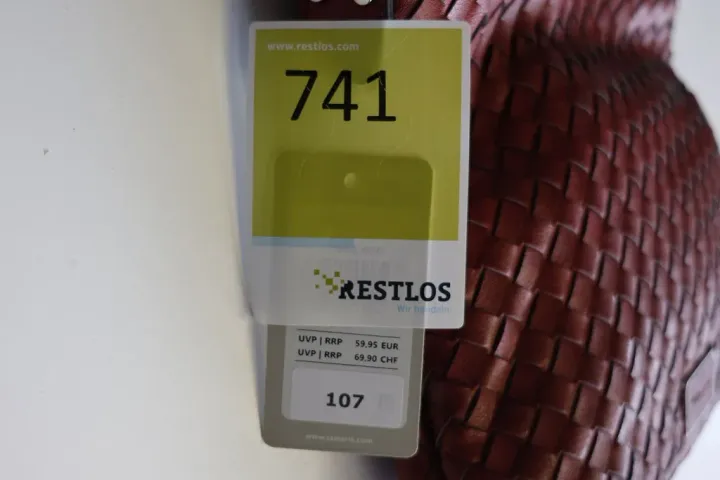 www.restlos.com
741
RESTLOS
Wir handeln
UVP | RRP 59.95 EUR
UVP | RRP 69.90 CHF
107